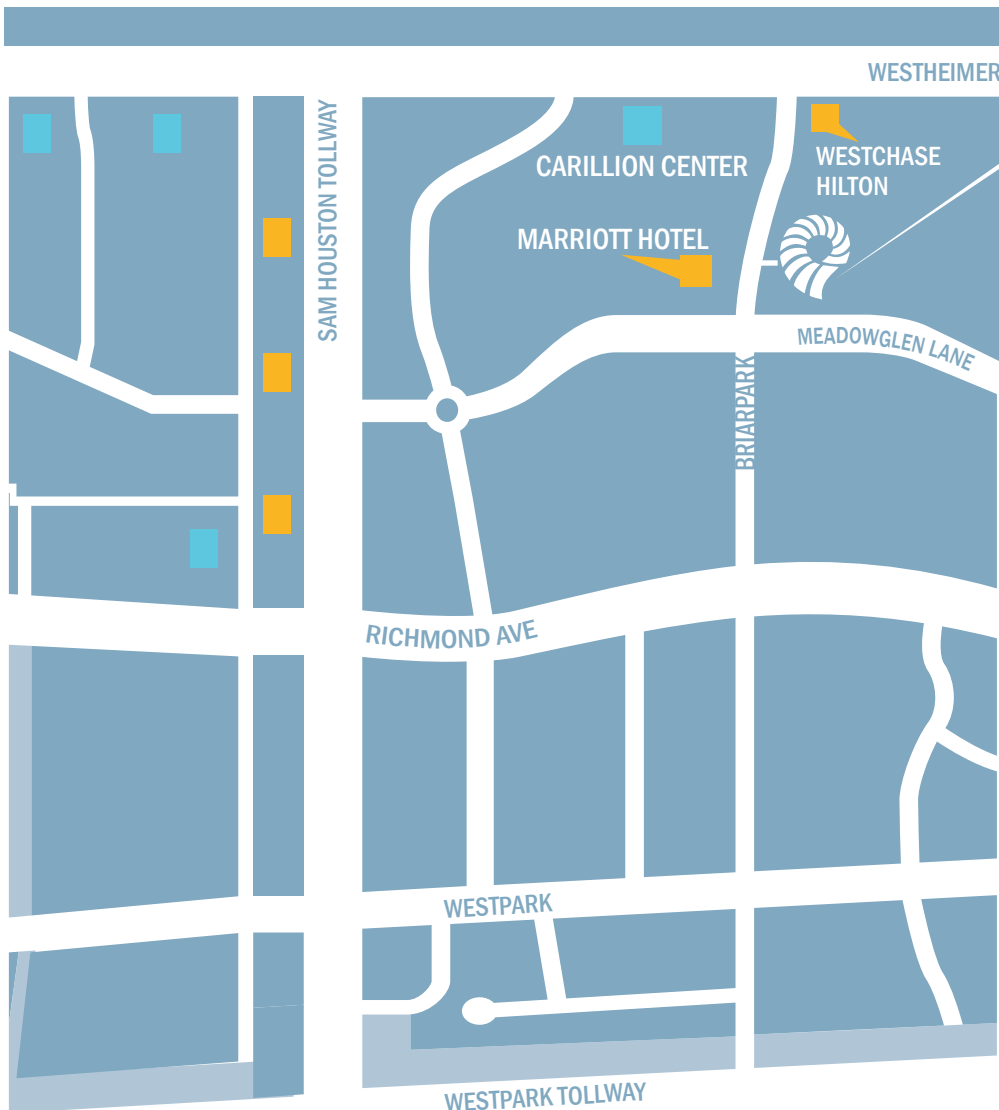 WESTHEIMER
SAM HOUSTON TOLLWAY
CARILLION CENTER
WESTCHASE
HILTON
MARRIOTT HOTEL
MEADOWGLEN LANE
BRIARPARK
RICHMOND AVE
WESTPARK
WESTPARK TOLLWAY